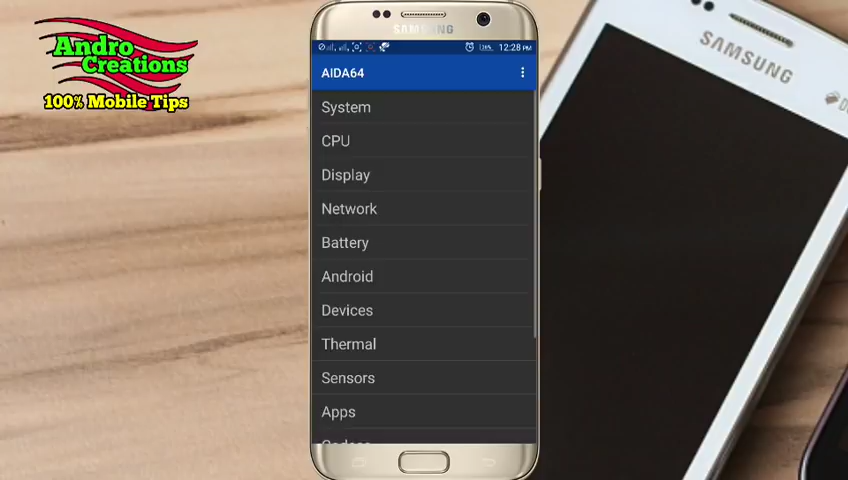 Andro
Creations
100% Mobile Tips
SAMSUNG
12:28 PM
AIDA64
System
CPU
Display
Network
Battery
Android
Devices
Thermal
Sensors
Apps
SAMSUNG